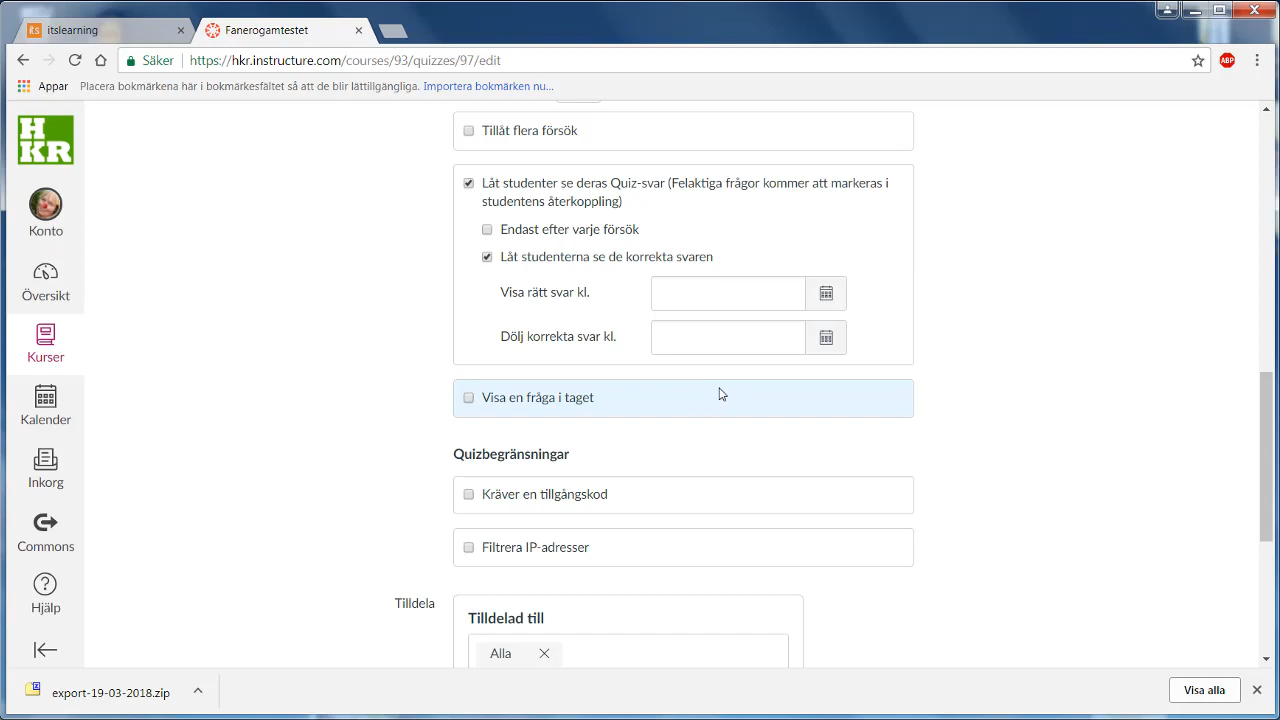 itslearning
Fanerogamtestet
Säker
https://hkr.instructure.com/courses/93/quizzes/97/edit
ABP
Appar
Placera bokmärkena här i bokmärkesfältet så att de blir lättillgängliga. Importera bokmärken nu...
HKR
Konto
Översikt
Kurser
Kalender
Inkorg
Commons
Hjälp
Tillåt flera försök
Låt studenter se deras Quiz-svar (Felaktiga frågor kommer att markeras i
studentens återkoppling)
Endast efter varje försök
Låt studenterna se de korrekta svaren
Visa rätt svar kl.
Dölj korrekta svar kl.
Visa en fråga i taget
Quizbegränsningar
Kräver en tillgångskod
Filtrera IP-adresser
Tilldela
Tilldelad till
Alla
export-19-03-2018.zip
Visa alla